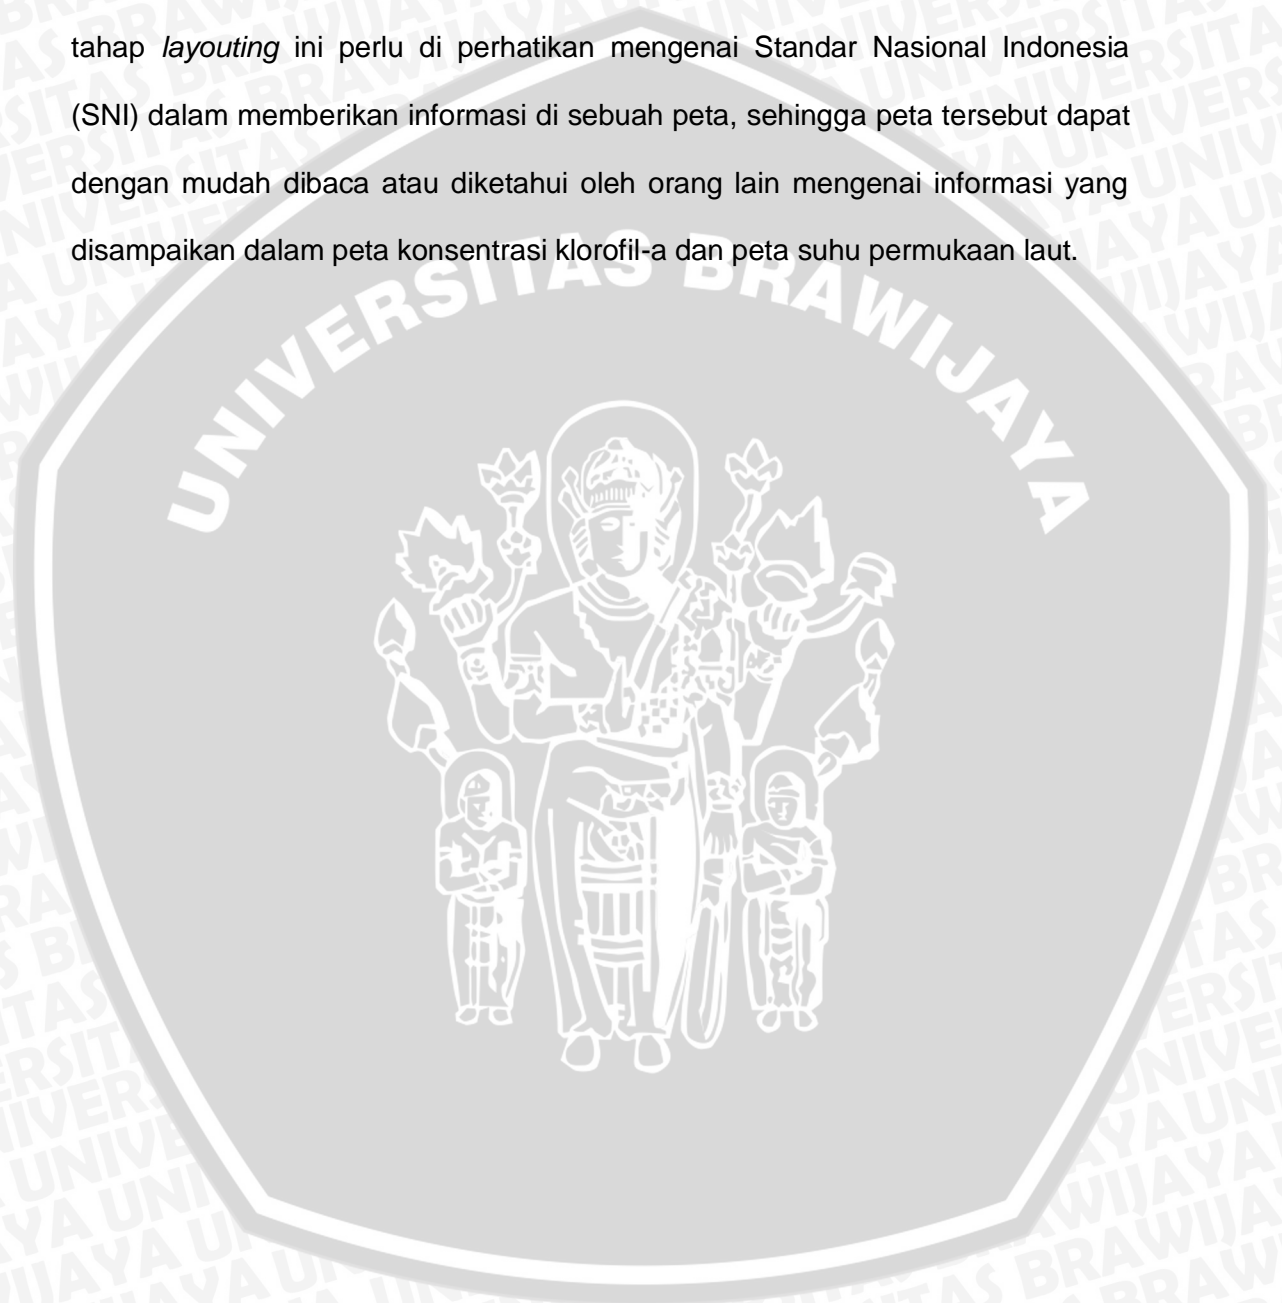 tahap layouting ini perlu di perhatikan mengenai Standar Nasional Indonesia
(SNI) dalam memberikan informasi di sebuah peta, sehingga peta tersebut dapat
dengan mudah dibaca atau diketahui oleh orang lain mengenai informasi yang
disampaikan dalam peta konsentrasi klorofil-a dan peta suhu permukaan laut.
UNIVERSITAS BRAWIJAYA